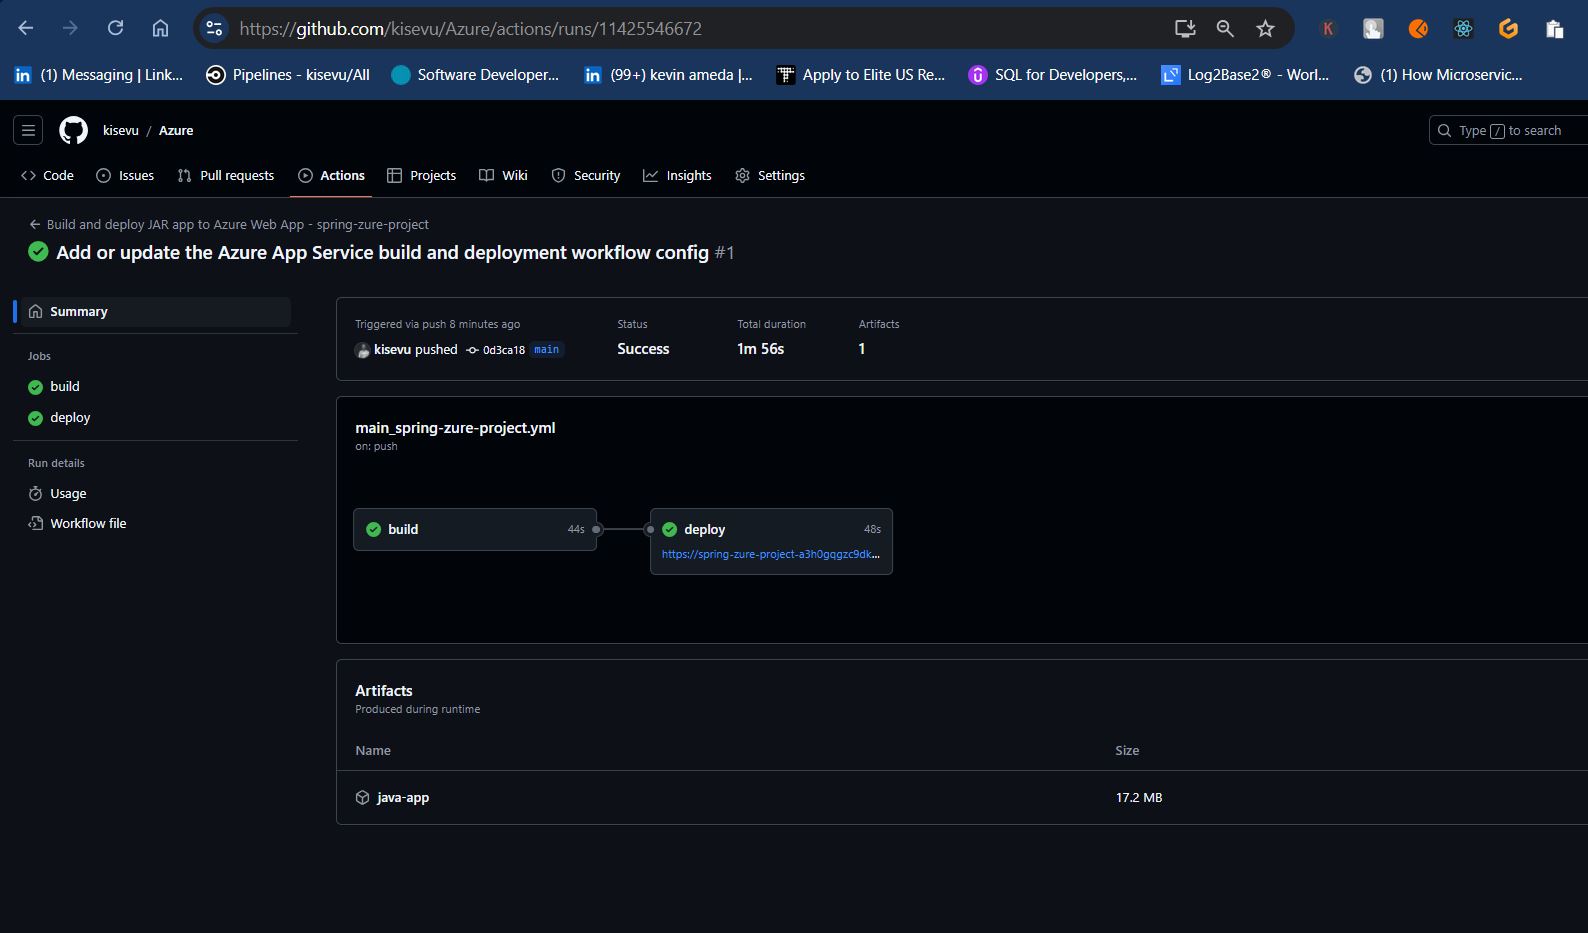 https://github.com/kisevu/Azure/actions/runs/11425546672
K
(1) Messaging | Link... Pipelines - kisevu/All Software Developer... (99+) kevin ameda |... Apply to Elite US Re... SQL for Developers,... Log2Base2® - Worl... (1) How Microservic...
kisevu / Azure
Type / to search
Code Issues Pull requests Actions Projects Wiki Security Insights Settings
Build and deploy JAR app to Azure Web App - spring-zure-project
Add or update the Azure App Service build and deployment workflow config #1
Summary
Jobs
build
deploy
Run details
Usage
Workflow file
Triggered via push 8 minutes ago
kisevu pushed 0d3ca18 main
Status
Success
Total duration
1m 56s
Artifacts
1
main_spring-zure-project.yml
on: push
build 44s
deploy 48s
https://spring-zure-project-a3h0gqgzc9dk...
Artifacts
Produced during runtime
Name Size
java-app 17.2 MB